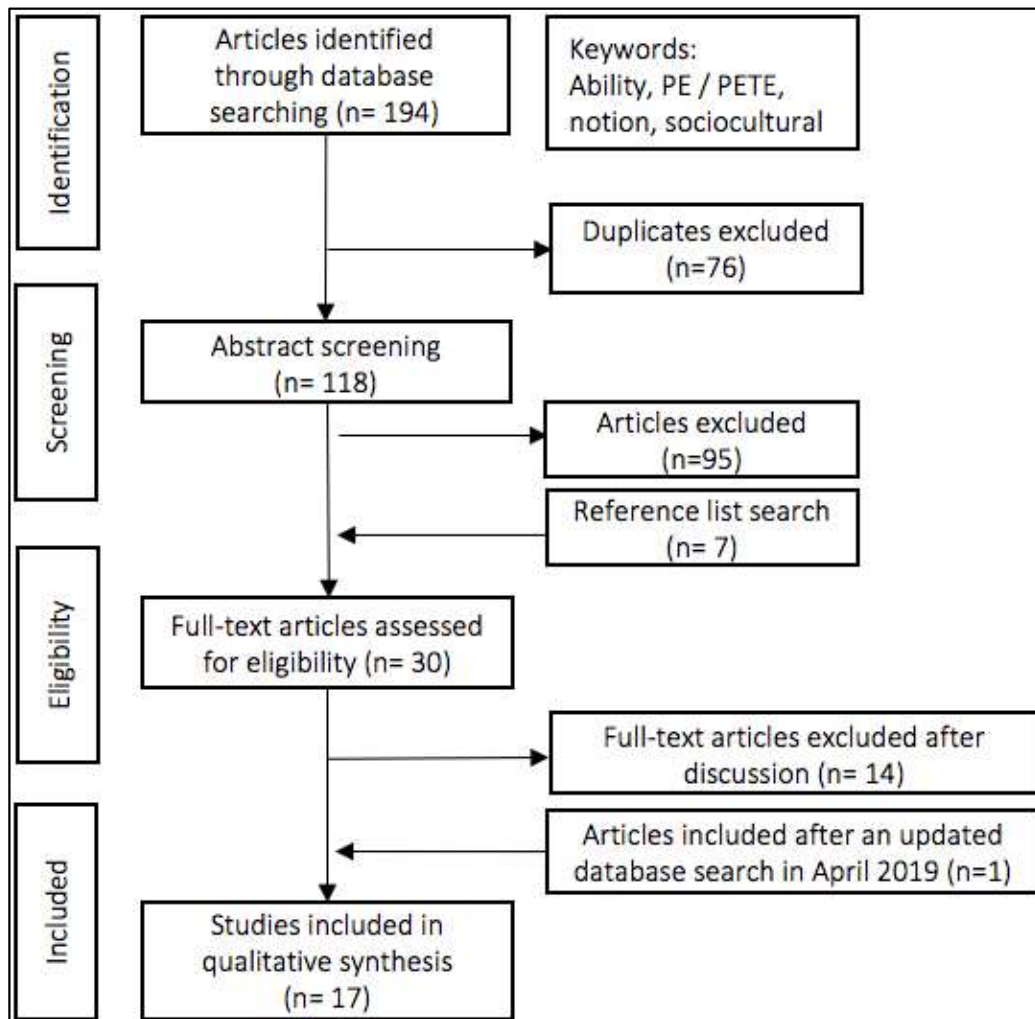 Identification
Articles identified
through database
searching (n= 194)
Keywords:
Ability, PE / PETE,
notion, sociocultural
Duplicates excluded
(n=76)
Screening
Abstract screening
(n= 118)
Articles excluded
(n=95)
Reference list search
(n= 7)
Eligibility
Full-text articles assessed
for eligibility (n= 30)
Full-text articles excluded after
discussion (n= 14)
Included
Articles included after an updated
database search in April 2019 (n=1)
Studies included in
qualitative synthesis
(n= 17)